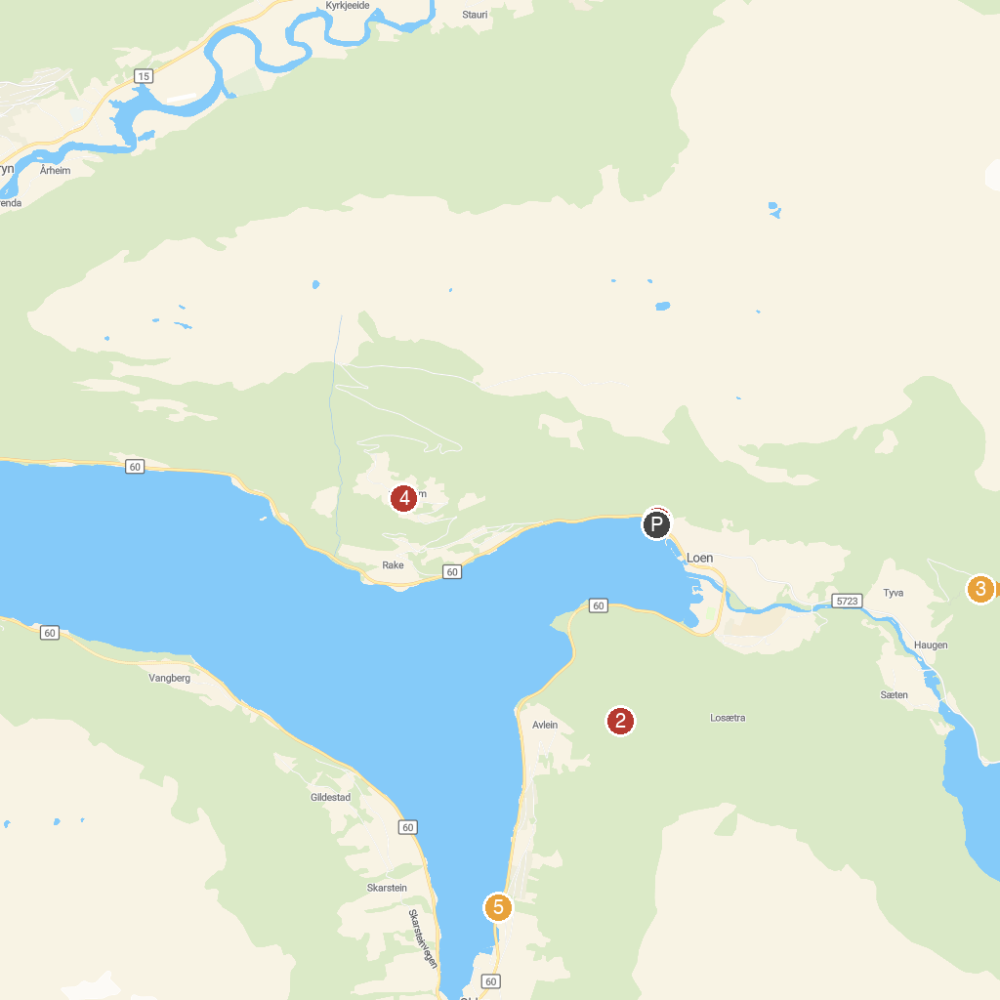 Kyrkjeeide
Stauri
15
Årheim
60
4
P
Loen
Rake
60
3
5723
Tyva
60
60
Haugen
Vangberg
Sæten
2
Losætra
Avlein
Gildestad
60
Skarstein
5
Skarsteinvegen
60